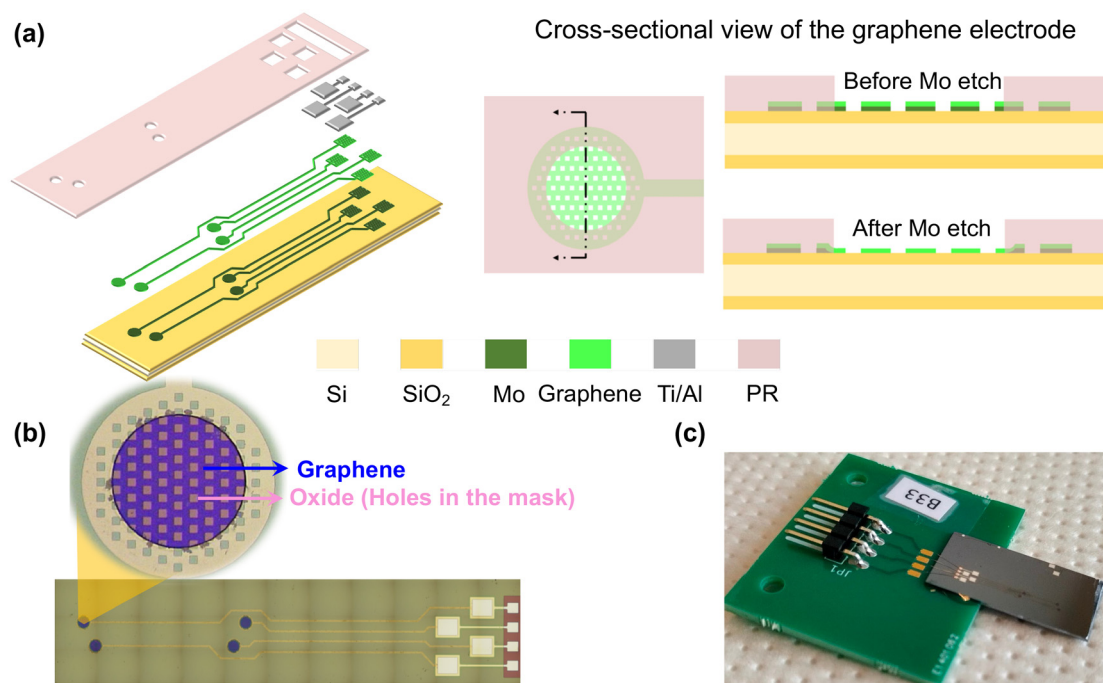 (a)
Cross-sectional view of the graphene electrode
Before Mo etch
After Mo etch
Si
SiO₂
Mo
Graphene
Ti/Al
PR
(b)
Graphene
Oxide (Holes in the mask)
(c)
B33
JP1